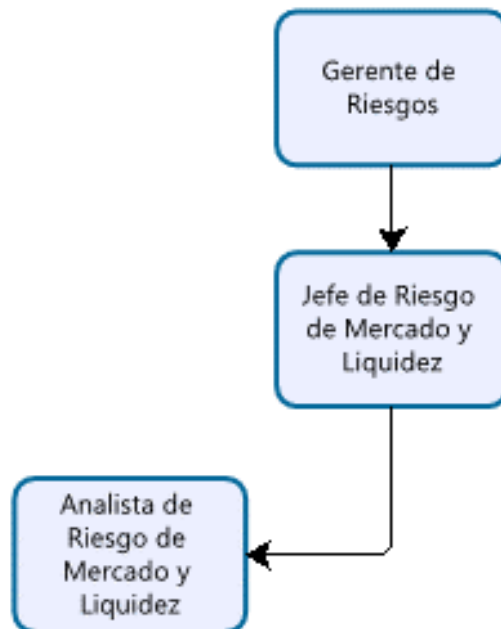 Gerente de
Riesgos
Jefe de Riesgo
de Mercado y
Liquidez
Analista de
Riesgo de
Mercado y
Liquidez